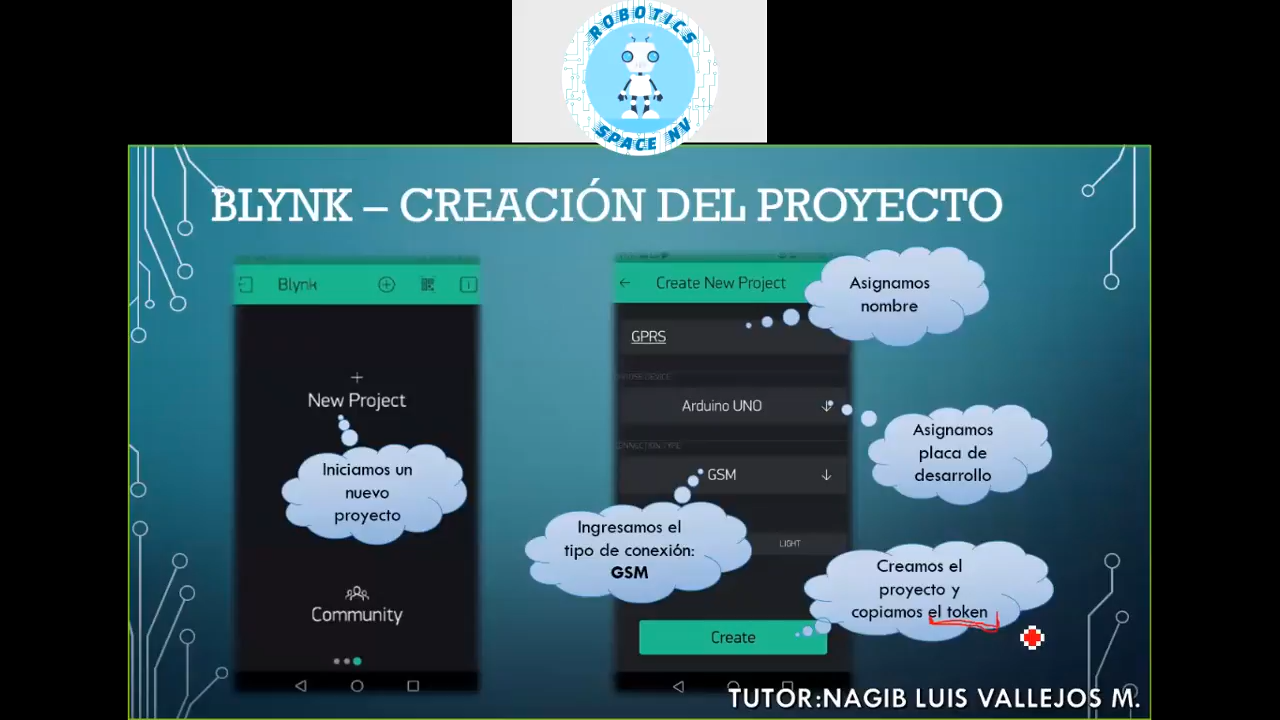 ROBOTICS
SPACE NV
BLYNK – CREACIÓN DEL PROYECTO
Blynk
New Project
Iniciamos un
nuevo
proyecto
Community
Create New Project
Asignamos
nombre
GPRS
Arduino UNO
Asignamos
placa de
desarrollo
CONNECTION TYPE
GSM
Ingresamos el
tipo de conexión:
GSM
LIGHT
Creamos el
proyecto y
copiamos el token
Create
TUTOR:NAGIB LUIS VALLEJOS M.